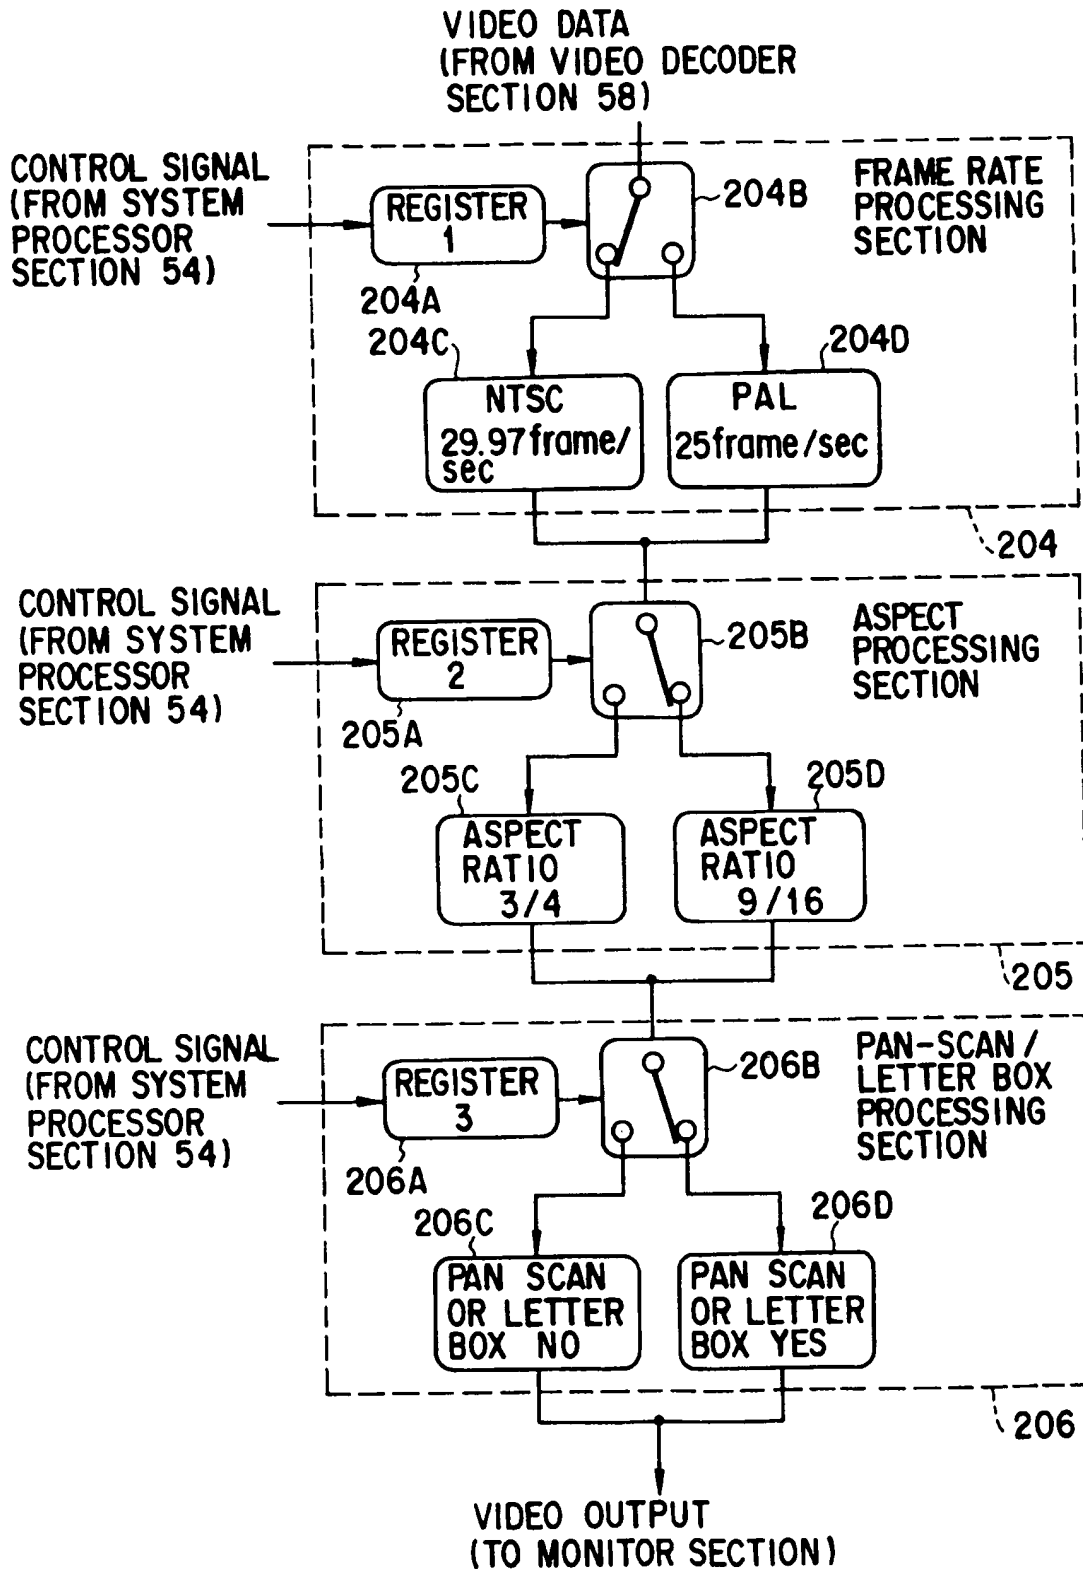 VIDEO DATA
(FROM VIDEO DECODER
SECTION 58)
CONTROL SIGNAL
(FROM SYSTEM
PROCESSOR
SECTION 54)
REGISTER
1
204A
204B
FRAME RATE
PROCESSING
SECTION
204C
NTSC
29.97frame/
sec
204D
PAL
25frame/sec
204
CONTROL SIGNAL
(FROM SYSTEM
PROCESSOR
SECTION 54)
REGISTER
2
205A
205B
ASPECT
PROCESSING
SECTION
205C
ASPECT
RATIO
3/4
205D
ASPECT
RATIO
9/16
205
CONTROL SIGNAL
(FROM SYSTEM
PROCESSOR
SECTION 54)
REGISTER
3
206A
206B
PAN-SCAN/
LETTER BOX
PROCESSING
SECTION
206C
PAN SCAN
OR LETTER
BOX NO
206D
PAN SCAN
OR LETTER
BOX YES
206
VIDEO OUTPUT
(TO MONITOR SECTION)